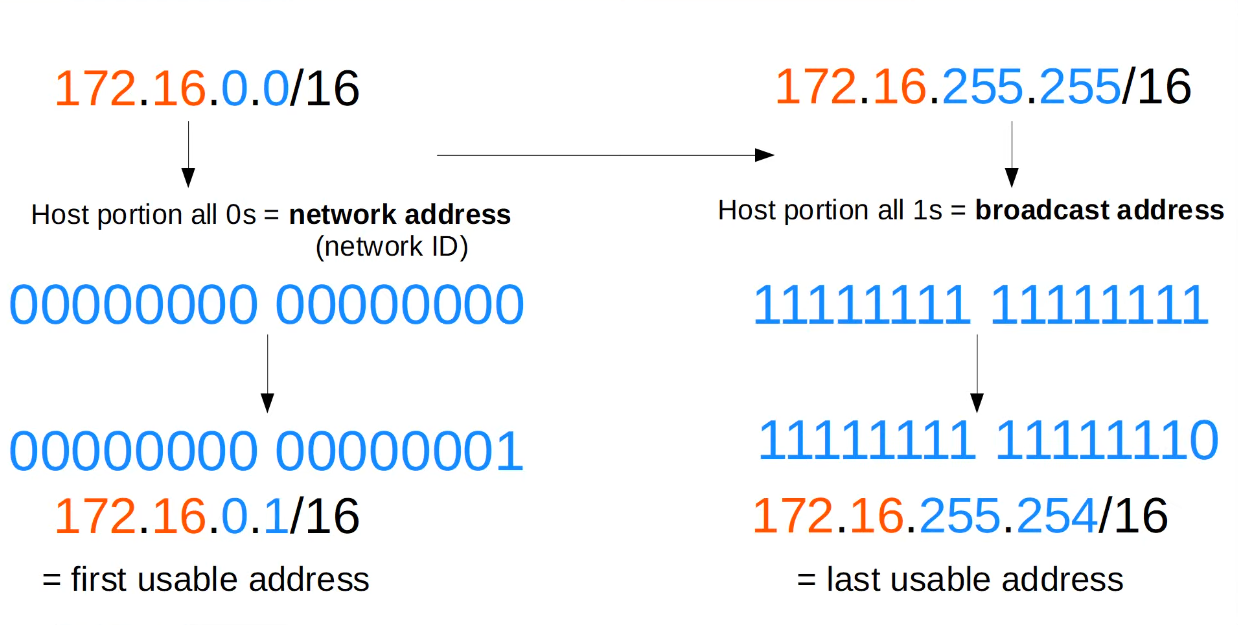 172.16.0.0/16
Host portion all 0s = network address
(network ID)
00000000 00000000
00000000 00000001
172.16.0.1/16
= first usable address
172.16.255.255/16
Host portion all 1s = broadcast address
11111111 11111111
11111111 11111110
172.16.255.254/16
= last usable address